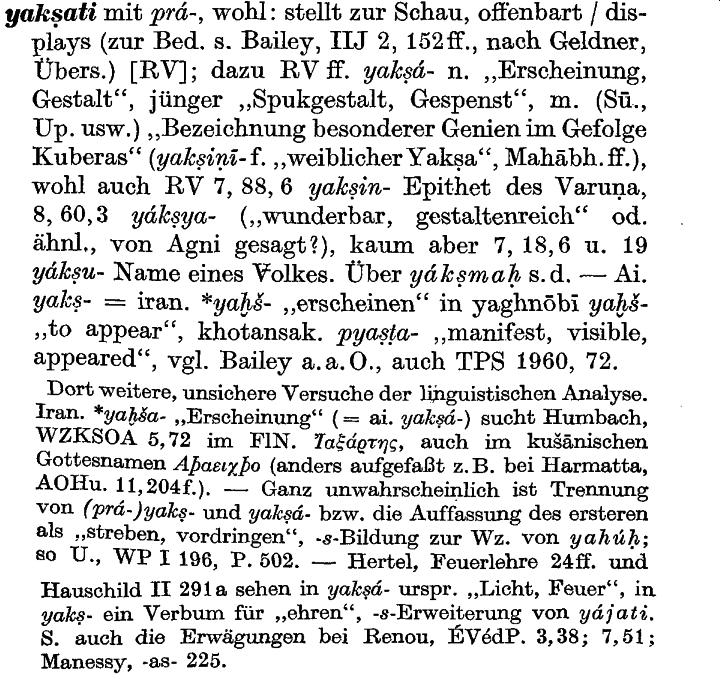 yakṣati mit prá-, wohl: stellt zur Schau, offenbart / dis-
plays (zur Bed. s. Bailey, IIJ 2, 152ff., nach Geldner,
Übers.) [RV]; dazu RV ff. yakṣá- n. „Erscheinung,
Gestalt“, jünger „Spukgestalt, Gespenst“, m. (Sū.,
Up. usw.) „Bezeichnung besonderer Genien im Gefolge
Kuberas“ (yakṣiṇī- f. „weiblicher Yakṣa“, Mahābh. ff.),
wohl auch RV 7, 88, 6 yakṣin- Epithet des Varuṇa,
8, 60,3 yákṣya- („wunderbar, gestaltenreich“ od.
ähnl., von Agni gesagt?), kaum aber 7, 18,6 u. 19
yákṣu- Name eines Volkes. Über yákṣmaḥ s. d. — Ai.
yakṣ- = iran. *yaḫš- „erscheinen“ in yaghnōbī yaḫš-
„to appear“, khotansak. pyaṣṭa- „manifest, visible,
appeared“, vgl. Bailey a. a. O., auch TPS 1960, 72.
Dort weitere, unsichere Versuche der linguistischen Analyse.
Iran. *yaḫša- „Erscheinung“ (= ai. yakṣá-) sucht Humbach,
WZKSOA 5,72 im FlN. Ἰαξάρτης, auch im kušānischen
Gottesnamen Αþαειχþο (anders aufgefaßt z. B. bei Harmatta,
AOHu. 11,204f.). — Ganz unwahrscheinlich ist Trennung
von (prá-)yakṣ- und yakṣá- bzw. die Auffassung des ersteren
als „streben, vordringen“, -s-Bildung zur Wz. von yahúḥ;
so U., WP I 196, P. 502. — Hertel, Feuerlehre 24ff. und
Hauschild II 291a sehen in yakṣá- urspr. „Licht, Feuer“, in
yakṣ- ein Verbum für „ehren“, -s-Erweiterung von yájati.
S. auch die Erwägungen bei Renou, ÉVédP. 3,38; 7,51;
Manessy, -as- 225.